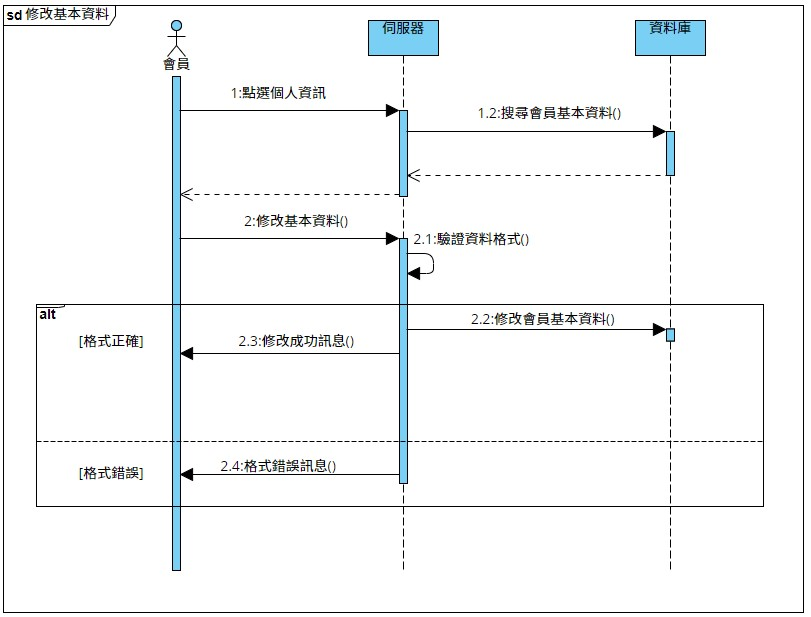 sd 修改基本資料
會員
伺服器
資料庫
1:點選個人資訊
1.2:搜尋會員基本資料()
2:修改基本資料()
2.1:驗證資料格式()
alt
[格式正確]
2.2:修改會員基本資料()
2.3:修改成功訊息()
[格式錯誤]
2.4:格式錯誤訊息()